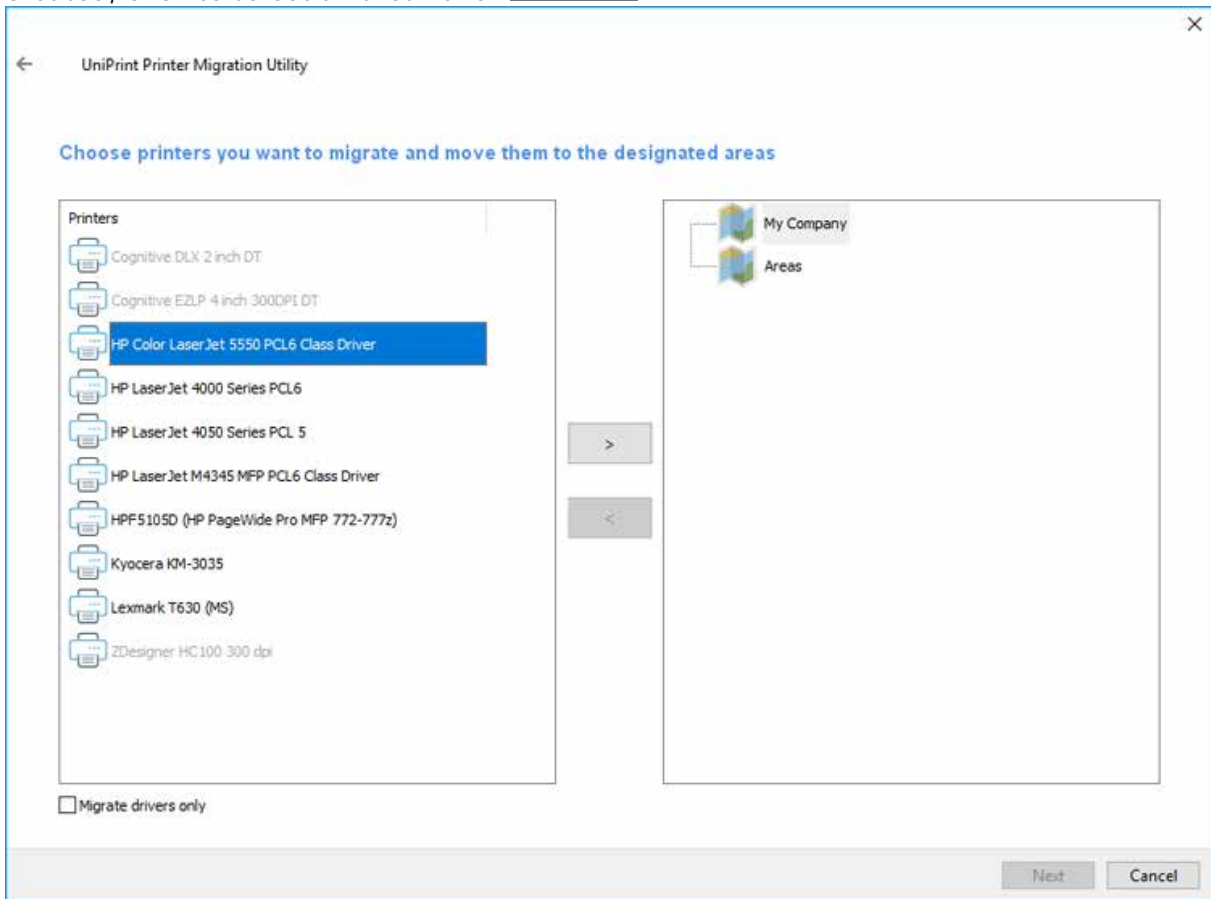 UniPrint Printer Migration Utility
Choose printers you want to migrate and move them to the designated areas
Printers
Cognitive DLX 2 inch DT
Cognitive EZLP 4 inch 300DPI DT
HP Color LaserJet 5550 PCL6 Class Driver
HP LaserJet 4000 Series PCL6
HP LaserJet 4050 Series PCL 5
HP LaserJet M4345 MFP PCL6 Class Driver
HPF5105D (HP PageWide Pro MFP 772-777z)
Kyocera KM-3035
Lexmark T630 (MS)
ZDesigner HC100 300 dpi
>
<
My Company
Areas
Migrate drivers only
Next Cancel